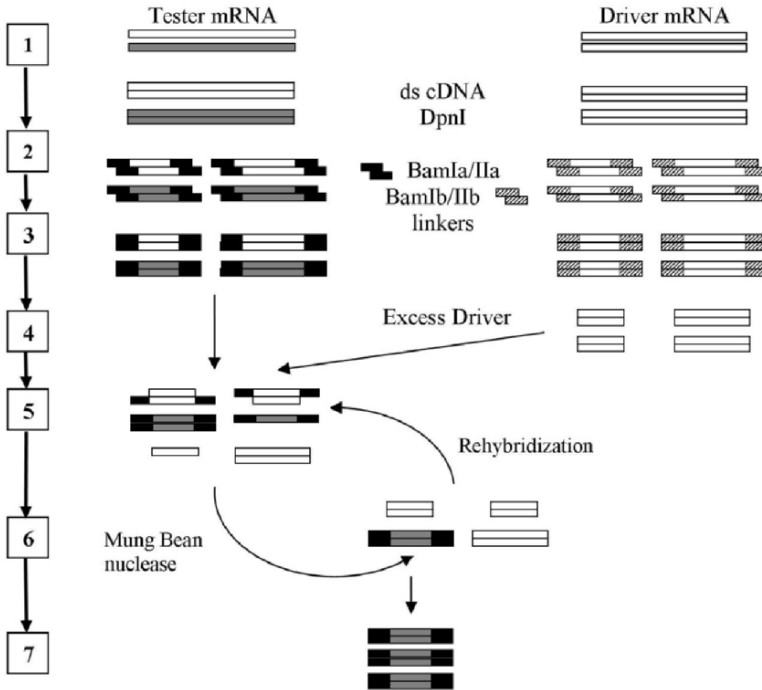 Tester mRNA
Driver mRNA
1
ds cDNA
DpnI
2
BamIa/IIa
BamIb/IIb
linkers
3
Excess Driver
4
5
Rehybridization
6
Mung Bean
nuclease
7